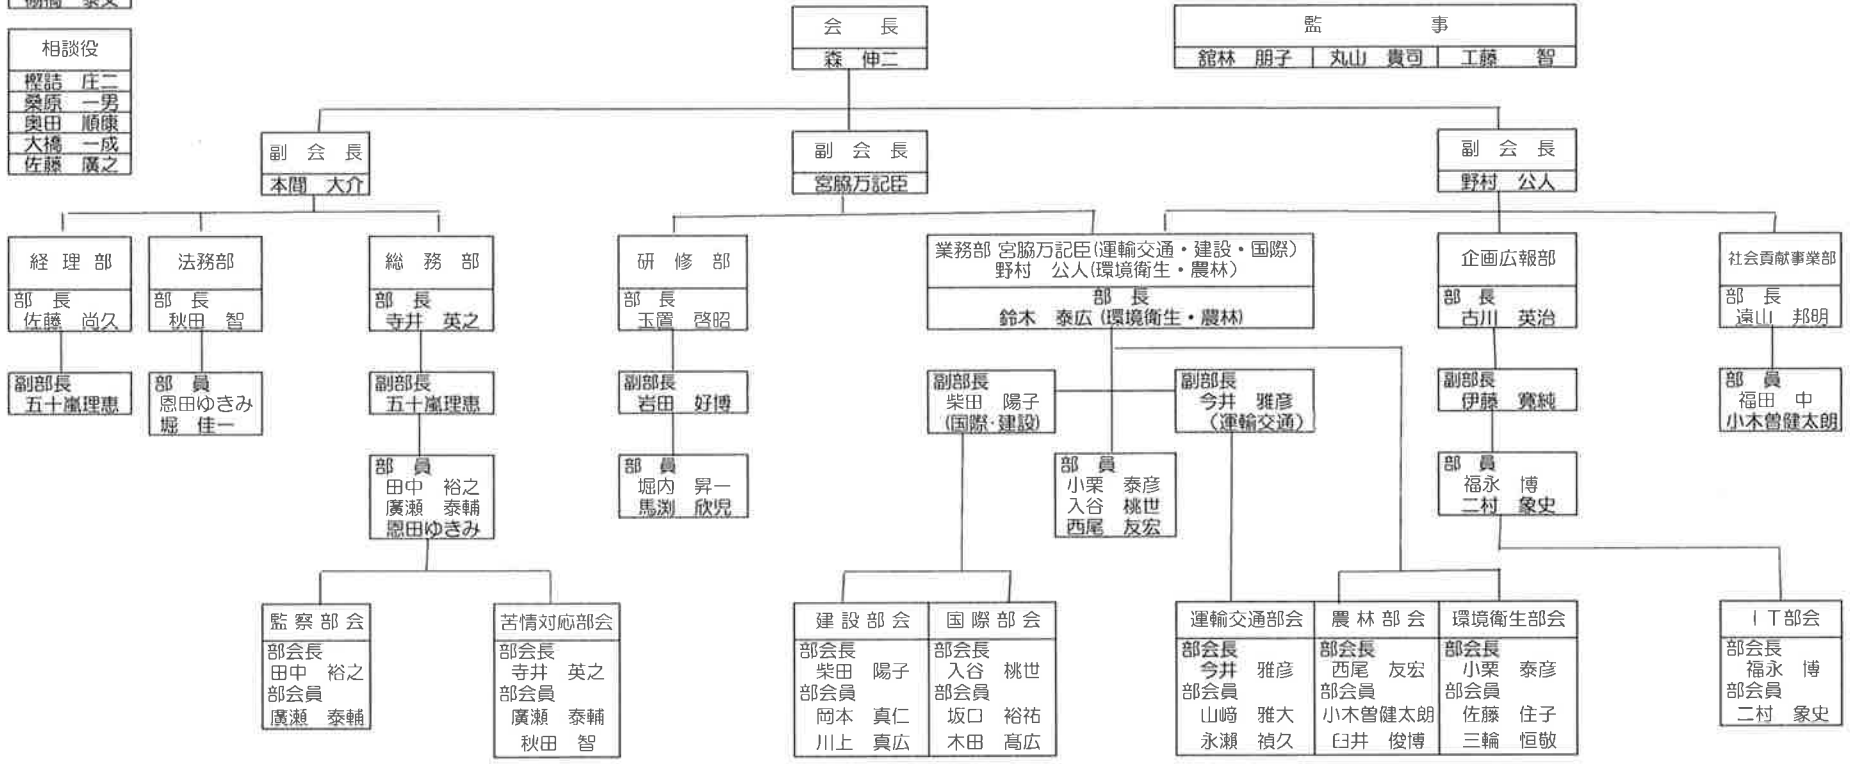 相談役
樫詰 庄二
桑原 一男
奥田 順康
大橋 一成
佐藤 廣之
会 長
森 伸二
監 事
舘林 朋子 丸山 貴司 工藤 智
副 会 長
本間 大介
副 会 長
宮脇万記臣
副 会 長
野村 公人
経 理 部
部 長
佐藤 尚久
副部長
五十嵐理恵
法務部
部 長
秋田 智
部 員
恩田ゆきみ
堀 佳一
総 務 部
部 長
寺井 英之
副部長
五十嵐理恵
部 員
田中 裕之
廣瀬 泰輔
恩田ゆきみ
研 修 部
部 長
玉置 啓昭
副部長
岩田 好博
部 員
堀内 昇一
馬渕 欣児
業務部 宮脇万記臣(運輸交通・建設・国際)
野村 公人(環境衛生・農林)
部 長
鈴木 泰広(環境衛生・農林)
副部長
柴田 陽子
(国際・建設)
副部長
今井 雅彦
(運輸交通)
部 員
小栗 泰彦
入谷 桃世
西尾 友宏
企画広報部
部 長
古川 英治
副部長
伊藤 寛純
部 員
福永 博
二村 象史
社会貢献事業部
部 長
遠山 邦明
部 員
福田 中
小木曽健太朗
監 察 部 会
部会長
田中 裕之
部会員
廣瀬 泰輔
苦情対応部会
部会長
寺井 英之
部会員
廣瀬 泰輔
秋田 智
建 設 部 会
部会長
柴田 陽子
部会員
岡本 真仁
川上 真広
国 際 部 会
部会長
入谷 桃世
部会員
坂口 裕祐
木田 髙広
運輸交通部会
部会長
今井 雅彦
部会員
山﨑 雅大
永瀬 禎久
農 林 部 会
部会長
西尾 友宏
部会員
小木曽健太朗
臼井 俊博
環境衛生部会
部会長
小栗 泰彦
部会員
佐藤 住子
三輪 恒敬
IT部会
部会長
福永 博
部会員
二村 象史